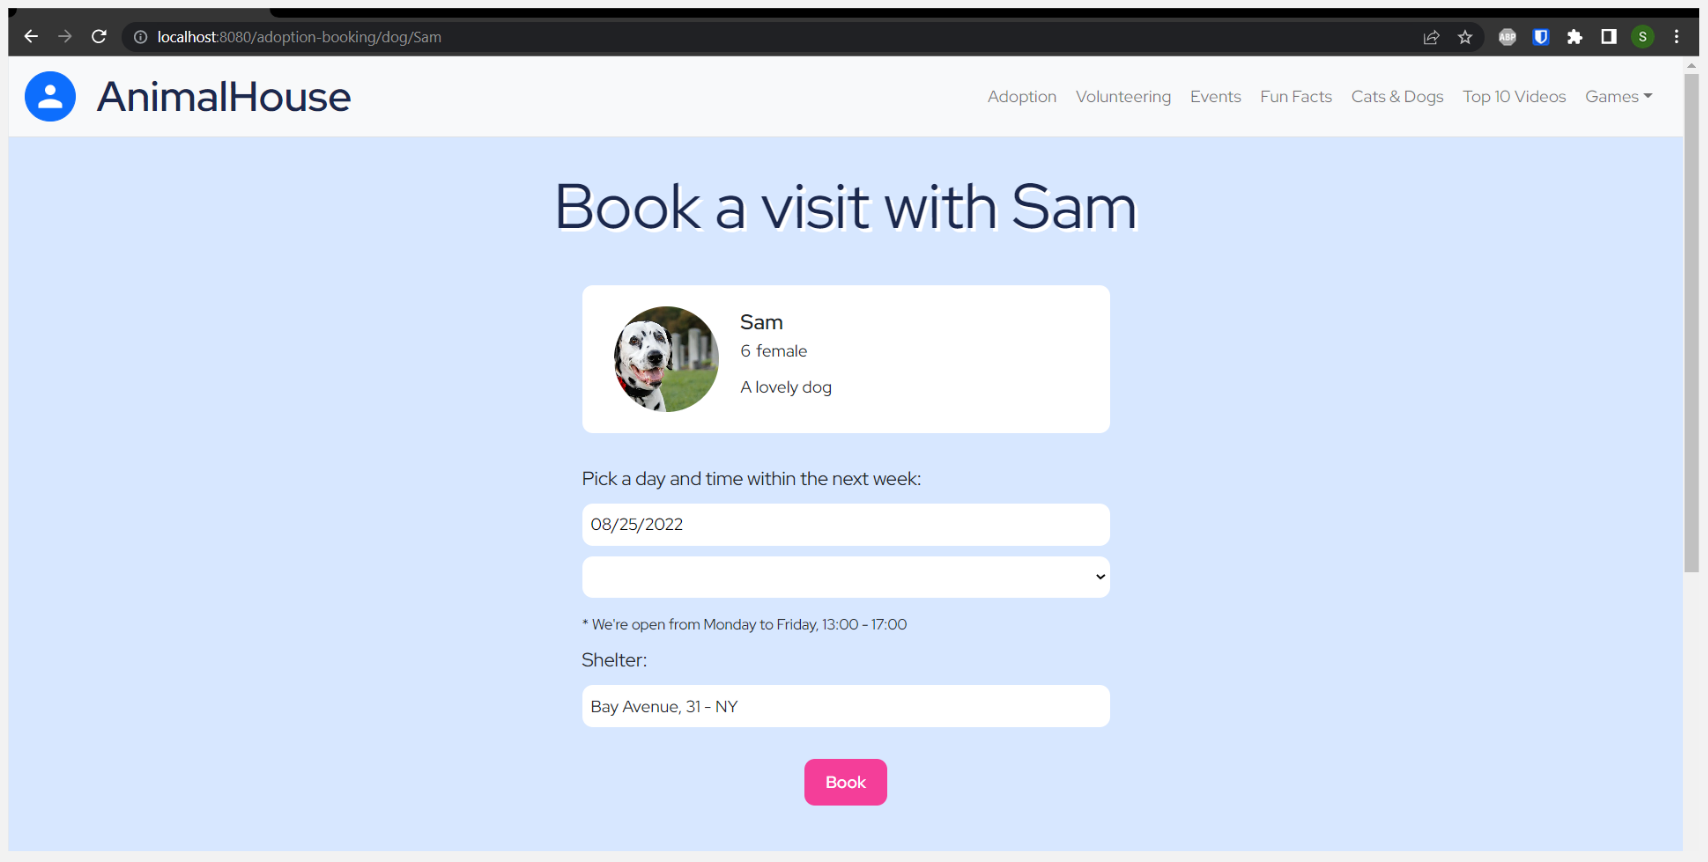 localhost:8080/adoption-booking/dog/Sam
ABP
S
AnimalHouse
Adoption Volunteering Events Fun Facts Cats & Dogs Top 10 Videos Games
Book a visit with Sam
Sam
6 female
A lovely dog
Pick a day and time within the next week:
08/25/2022
* We're open from Monday to Friday, 13:00 - 17:00
Shelter:
Bay Avenue, 31 - NY
Book